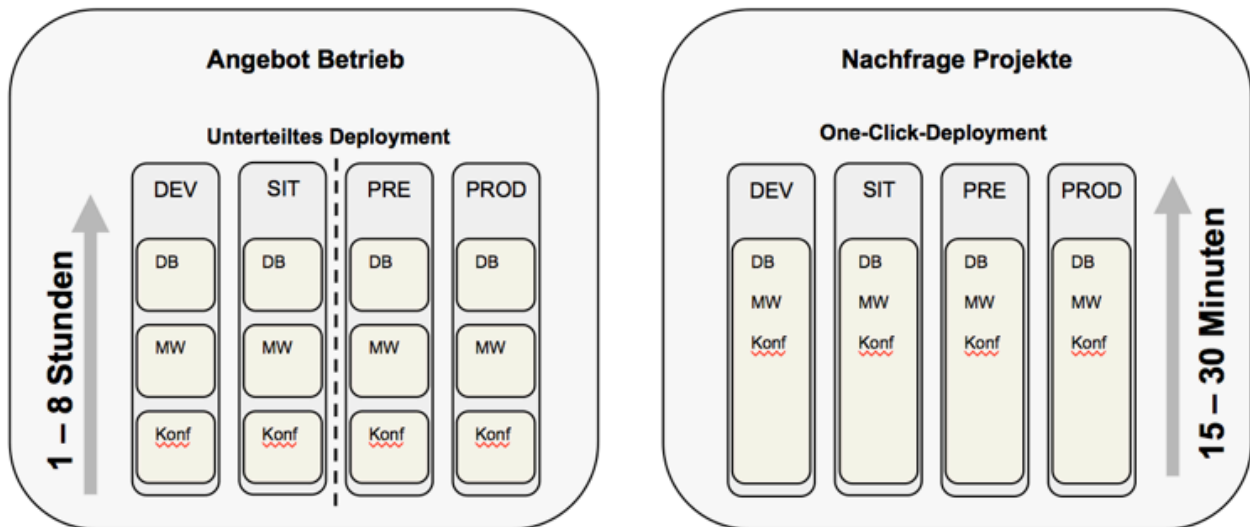 Angebot Betrieb
Unterteiltes Deployment
1 – 8 Stunden
DEV SIT PRE PROD
DB DB DB DB
MW MW MW MW
Konf Konf Konf Konf
Nachfrage Projekte
One-Click-Deployment
DEV SIT PRE PROD
DB DB DB DB
MW MW MW MW
Konf Konf Konf Konf
15 – 30 Minuten